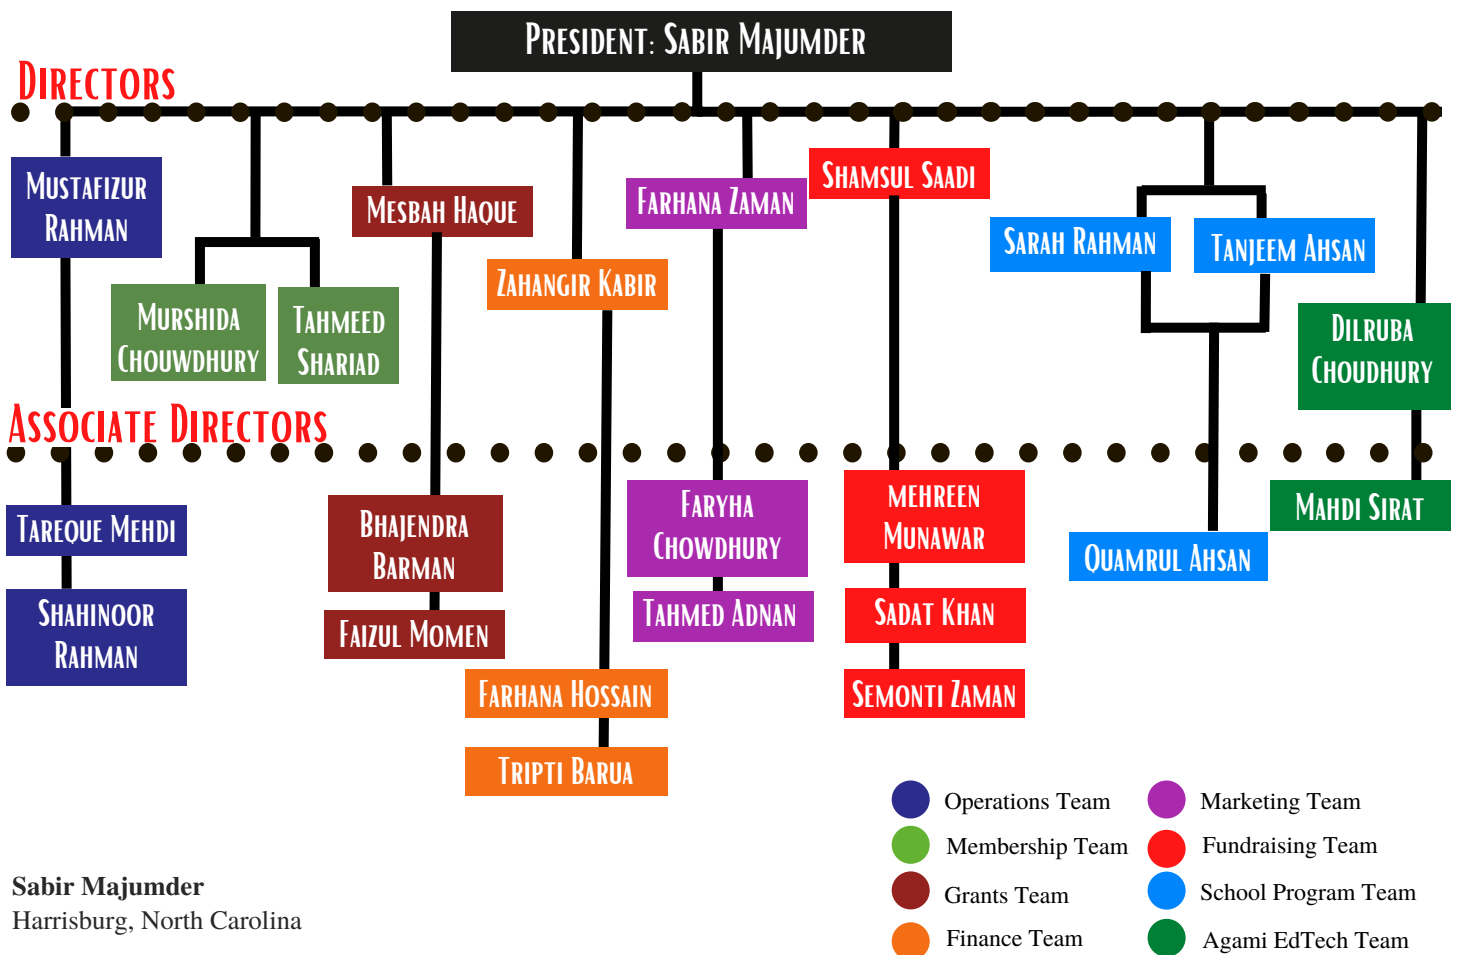 President: Sabir Majumder
Directors
Mustafizur
Rahman
Murshida
Chouwdhury
Tahmeed
Shariad
Mesbah Haque
Zahangir Kabir
Farhana Zaman
Shamsul Saadi
Sarah Rahman
Tanjeem Ahsan
Dilruba
Choudhury
Associate Directors
Tareque Mehdi
Shahinoor
Rahman
Bhajendra
Barman
Faizul Momen
Farhana Hossain
Tripti Barua
Faryha
Chowdhury
Tahmed Adnan
mehreen
Munawar
Sadat Khan
Semonti Zaman
Quamrul Ahsan
Mahdi Sirat
Operations Team
Membership Team
Grants Team
Finance Team
Marketing Team
Fundraising Team
School Program Team
Agami EdTech Team
Sabir Majumder
Harrisburg, North Carolina